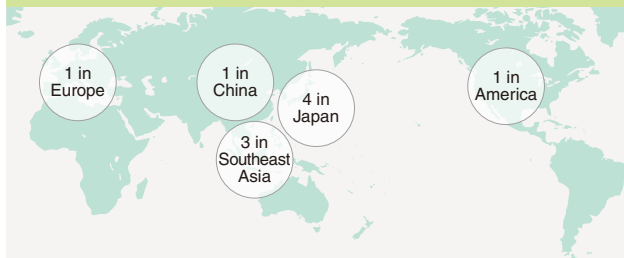 1 in
Europe
1 in
China
4 in
Japan
3 in
Southeast
Asia
1 in
America